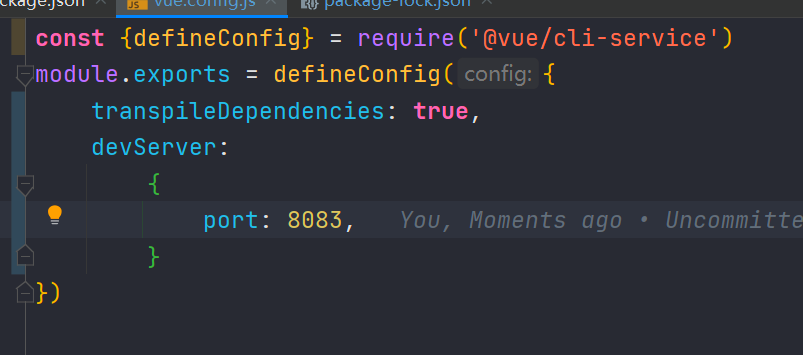 ckage.json JS vue.config.js package-lock.json
const {defineConfig} = require('@vue/cli-service')
module.exports = defineConfig( config: {
transpileDependencies: true,
devServer:
{
port: 8083, You, Moments ago • Uncommitte
}
})